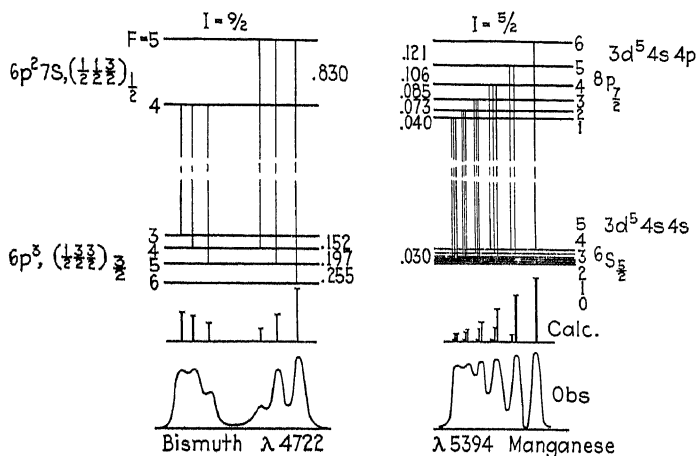 I = 9/2
F = 5
6p²7S, (½ ½ 3/2)½
.830
4
3
4
5
6
.152
.197
.255
6p³, (½ 3/2 3/2)3/2
Bismuth λ 4722
I = 5/2
.121
.106
.085
.073
.040
6
5
4
3
2
1
3d⁵4s4p
⁸P7/2
.030
5
4
3
2
1
0
3d⁵4s4s
⁶S5/2
Calc.
Obs
λ 5394 Manganese